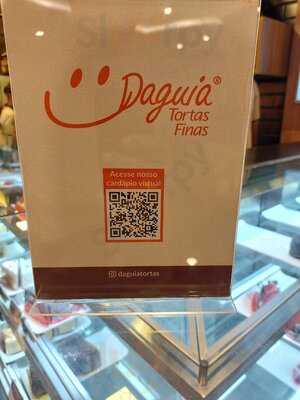 Daguia®
Tortas
Finas
Acesse nosso
cardápio virtual
daguiatortas